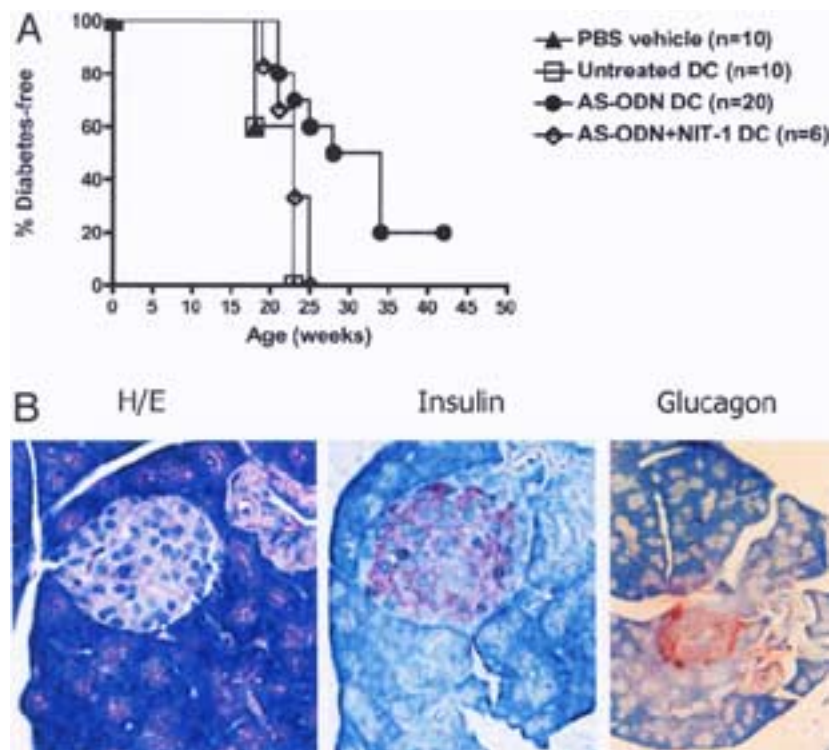 A
PBS vehicle (n=10)
Untreated DC (n=10)
AS-ODN DC (n=20)
AS-ODN+NIT-1 DC (n=6)
% Diabetes-free
100
80
60
40
20
0
0 5 10 15 20 25 30 35 40 45 50
Age (weeks)
B
H/E Insulin Glucagon